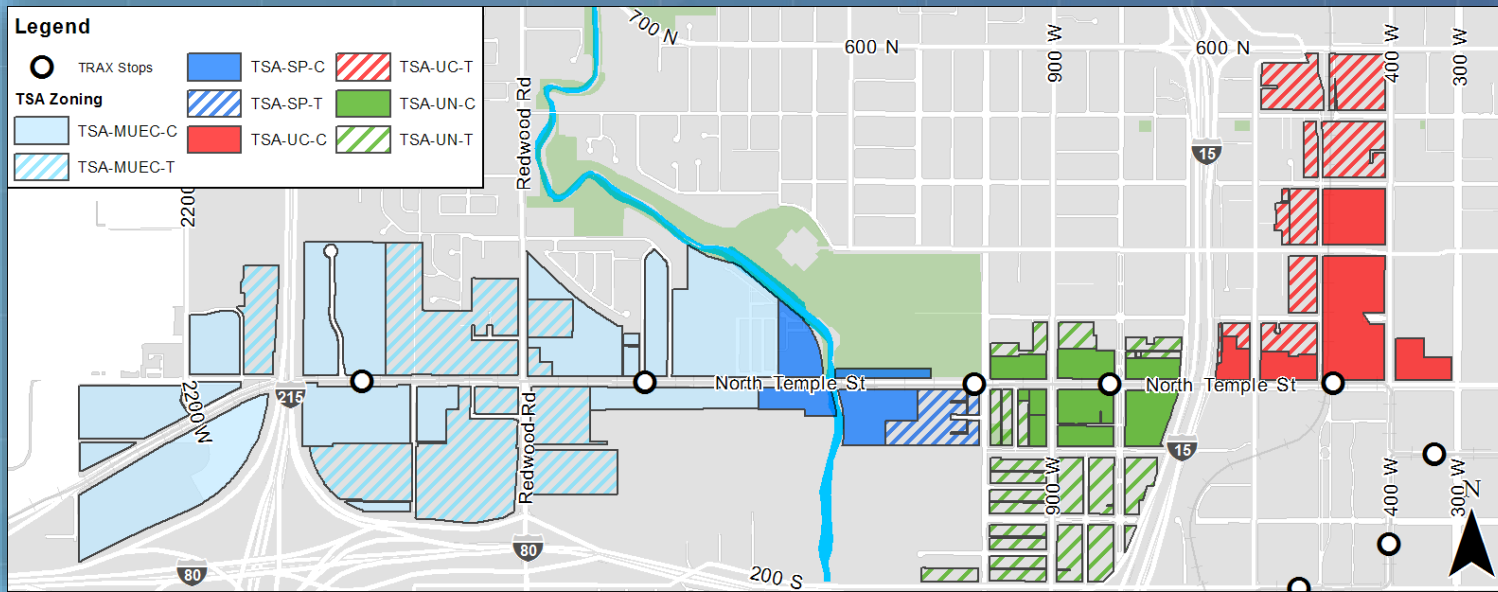 Legend
TRAX Stops
TSA Zoning
TSA-MUEC-C
TSA-MUEC-T
TSA-SP-C
TSA-SP-T
TSA-UC-C
TSA-UC-T
TSA-UN-C
TSA-UN-T
700 N
600 N
600 N
900 W
400 W
300 W
Redwood Rd
15
2200
North Temple St
North Temple St
2200 W
215
Redwood Rd
15
900 W
400 W
300 W
N
80
80
200 S